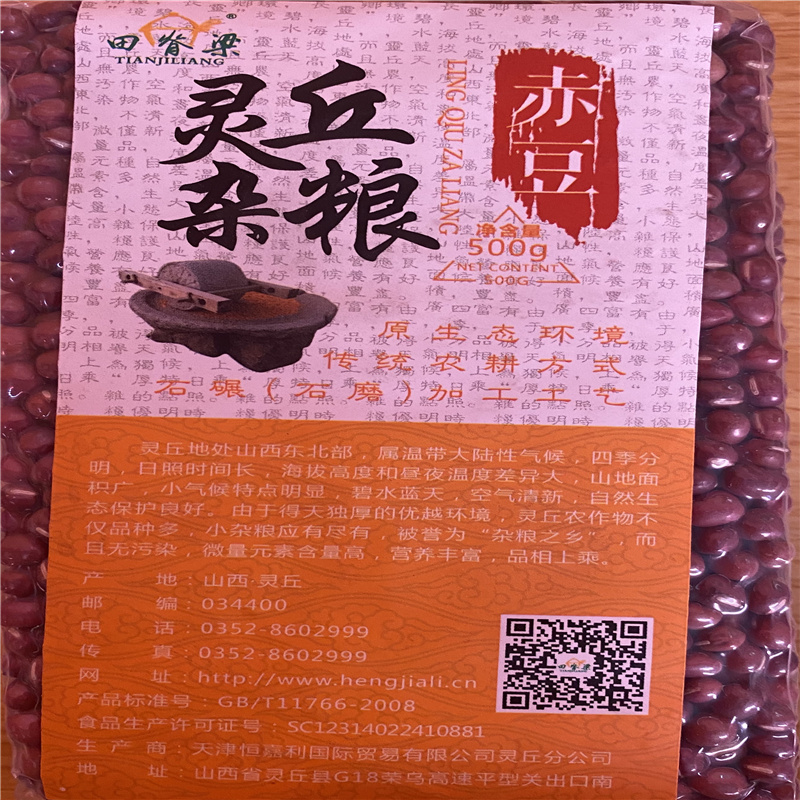 田脊梁®
TIANJILIANG
灵丘
杂粮
LING QIU ZA LIANG
赤豆
净含量
500g
NET CONTENT
500G
原生态环境
传统农耕方式
石碾(石磨)加工工艺
灵丘地处山西东北部，属温带大陆性气候，四季分
明，日照时间长，海拔高度和昼夜温度差异大，山地面
积广，小气候特点明显，碧水蓝天，空气清新，自然生
态保护良好。由于得天独厚的优越环境，灵丘农作物不
仅品种多，小杂粮应有尽有，被誉为“杂粮之乡”，而
且无污染，微量元素含量高，营养丰富，品相上乘。
产地：山西·灵丘
邮编：034400
电话：0352-8602999
传真：0352-8602999
网址：http://www.hengjiali.cn
产品标准号：GB/T11766-2008
食品生产许可证号：SC12314022410881
生产商：天津恒嘉利国际贸易有限公司灵丘分公司
地址：山西省灵丘县G18荣乌高速平型关出口南
田脊梁